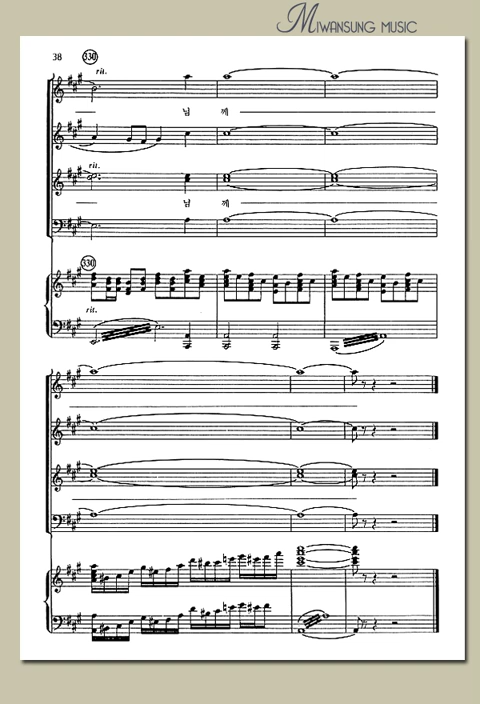 MIWANSUNG MUSIC
38
330
rit.
님 께
rit.
님 께
330
rit.